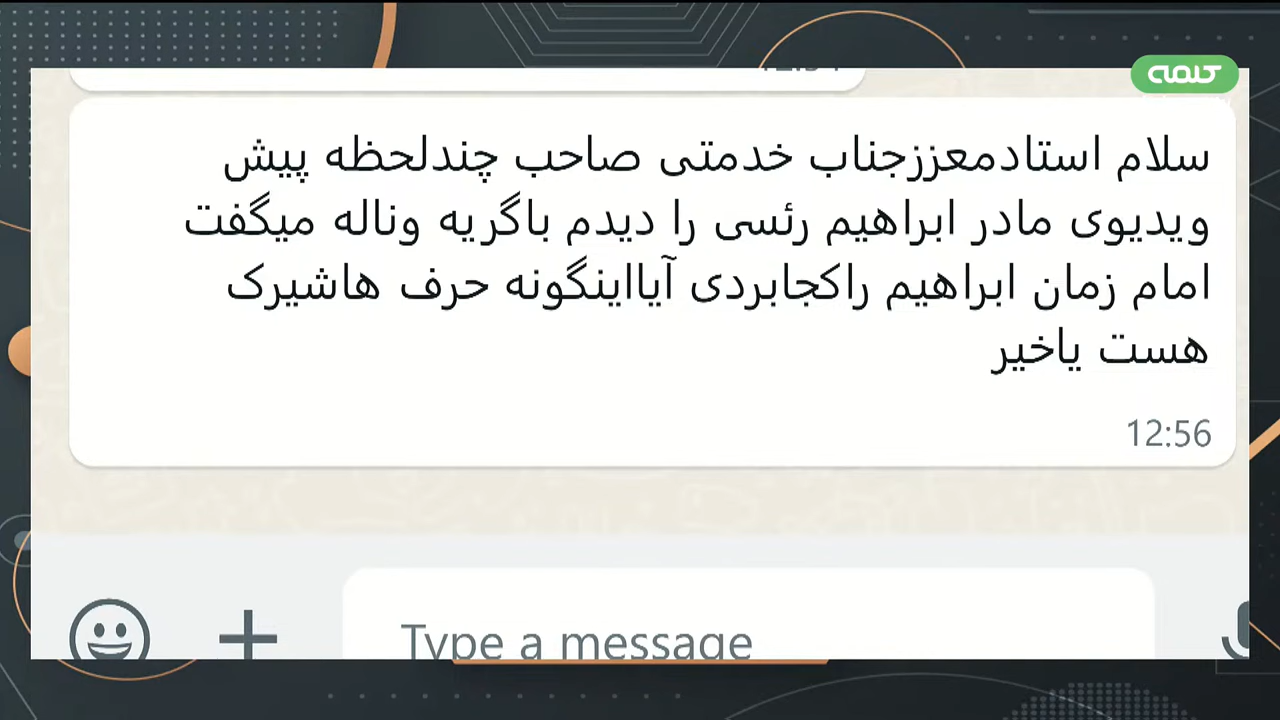 کلمه
سلام استادمعززجناب خدمتی صاحب چندلحظه پیش
ویدیوی مادر ابراهیم رئسی را دیدم باگریه وناله میگفت
امام زمان ابراهیم راکجابردی آیااینگونه حرف هاشیرک
هست یاخیر
12:56
Type a message